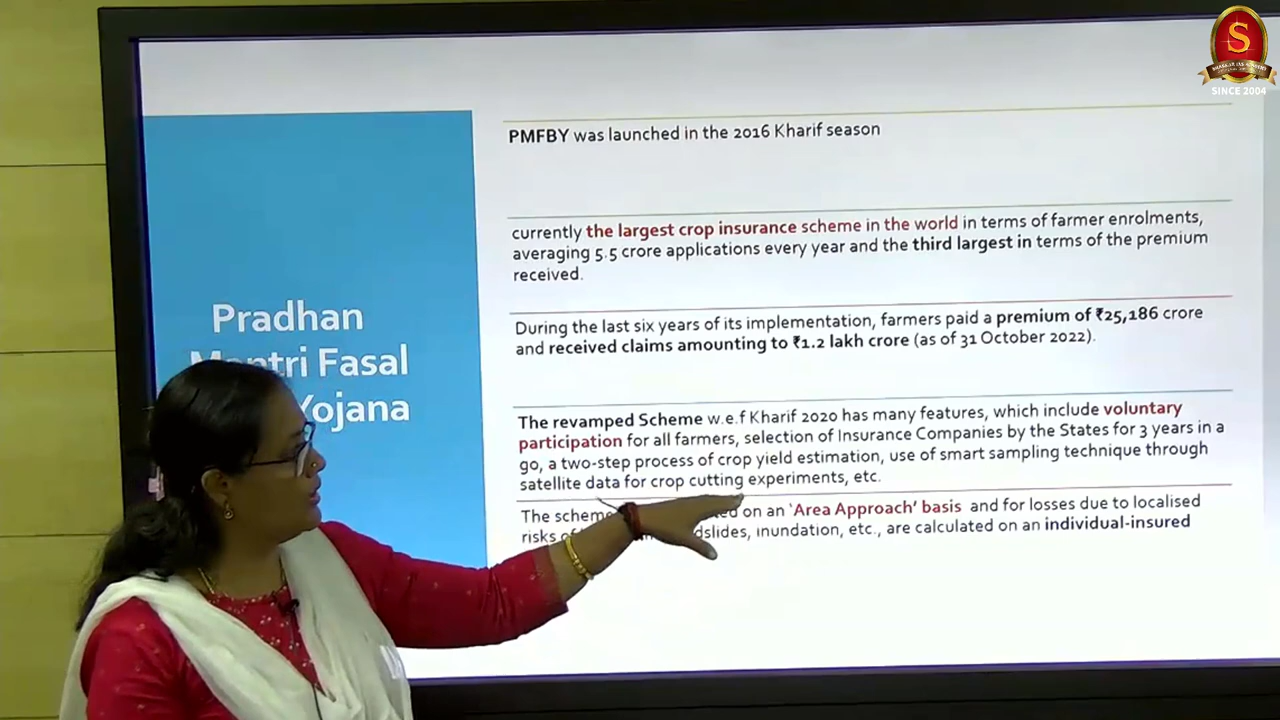 S
SHANKAR IAS ACADEMY
SINCE 2004
Pradhan
Fasal
Yojana
PMFBY was launched in the 2016 Kharif season
currently the largest crop insurance scheme in the world in terms of farmer enrolments,
averaging 5.5 crore applications every year and the third largest in terms of the premium
received.
During the last six years of its implementation, farmers paid a premium of ₹25,186 crore
and received claims amounting to ₹1.2 lakh crore (as of 31 October 2022).
The revamped Scheme w.e.f Kharif 2020 has many features, which include voluntary
participation for all farmers, selection of Insurance Companies by the States for 3 years in a
go, a two-step process of crop yield estimation, use of smart sampling technique through
satellite data for crop cutting experiments, etc.
The scheme on an 'Area Approach' basis and for losses due to localised
risks inundation, etc., are calculated on an individual-insured